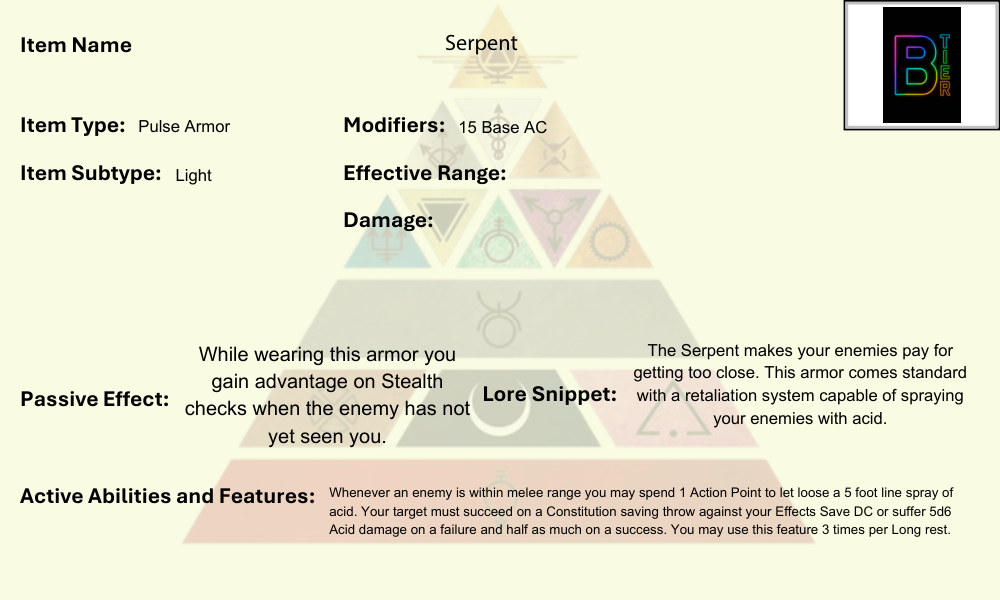 Item Name
Serpent
B TIER
Item Type: Pulse Armor
Modifiers: 15 Base AC
Item Subtype: Light
Effective Range:
Damage:
Passive Effect:
While wearing this armor you
gain advantage on Stealth
checks when the enemy has not
yet seen you.
Lore Snippet:
The Serpent makes your enemies pay for
getting too close. This armor comes standard
with a retaliation system capable of spraying
your enemies with acid.
Active Abilities and Features:
Whenever an enemy is within melee range you may spend 1 Action Point to let loose a 5 foot line spray of
acid. Your target must succeed on a Constitution saving throw against your Effects Save DC or suffer 5d6
Acid damage on a failure and half as much on a success. You may use this feature 3 times per Long rest.